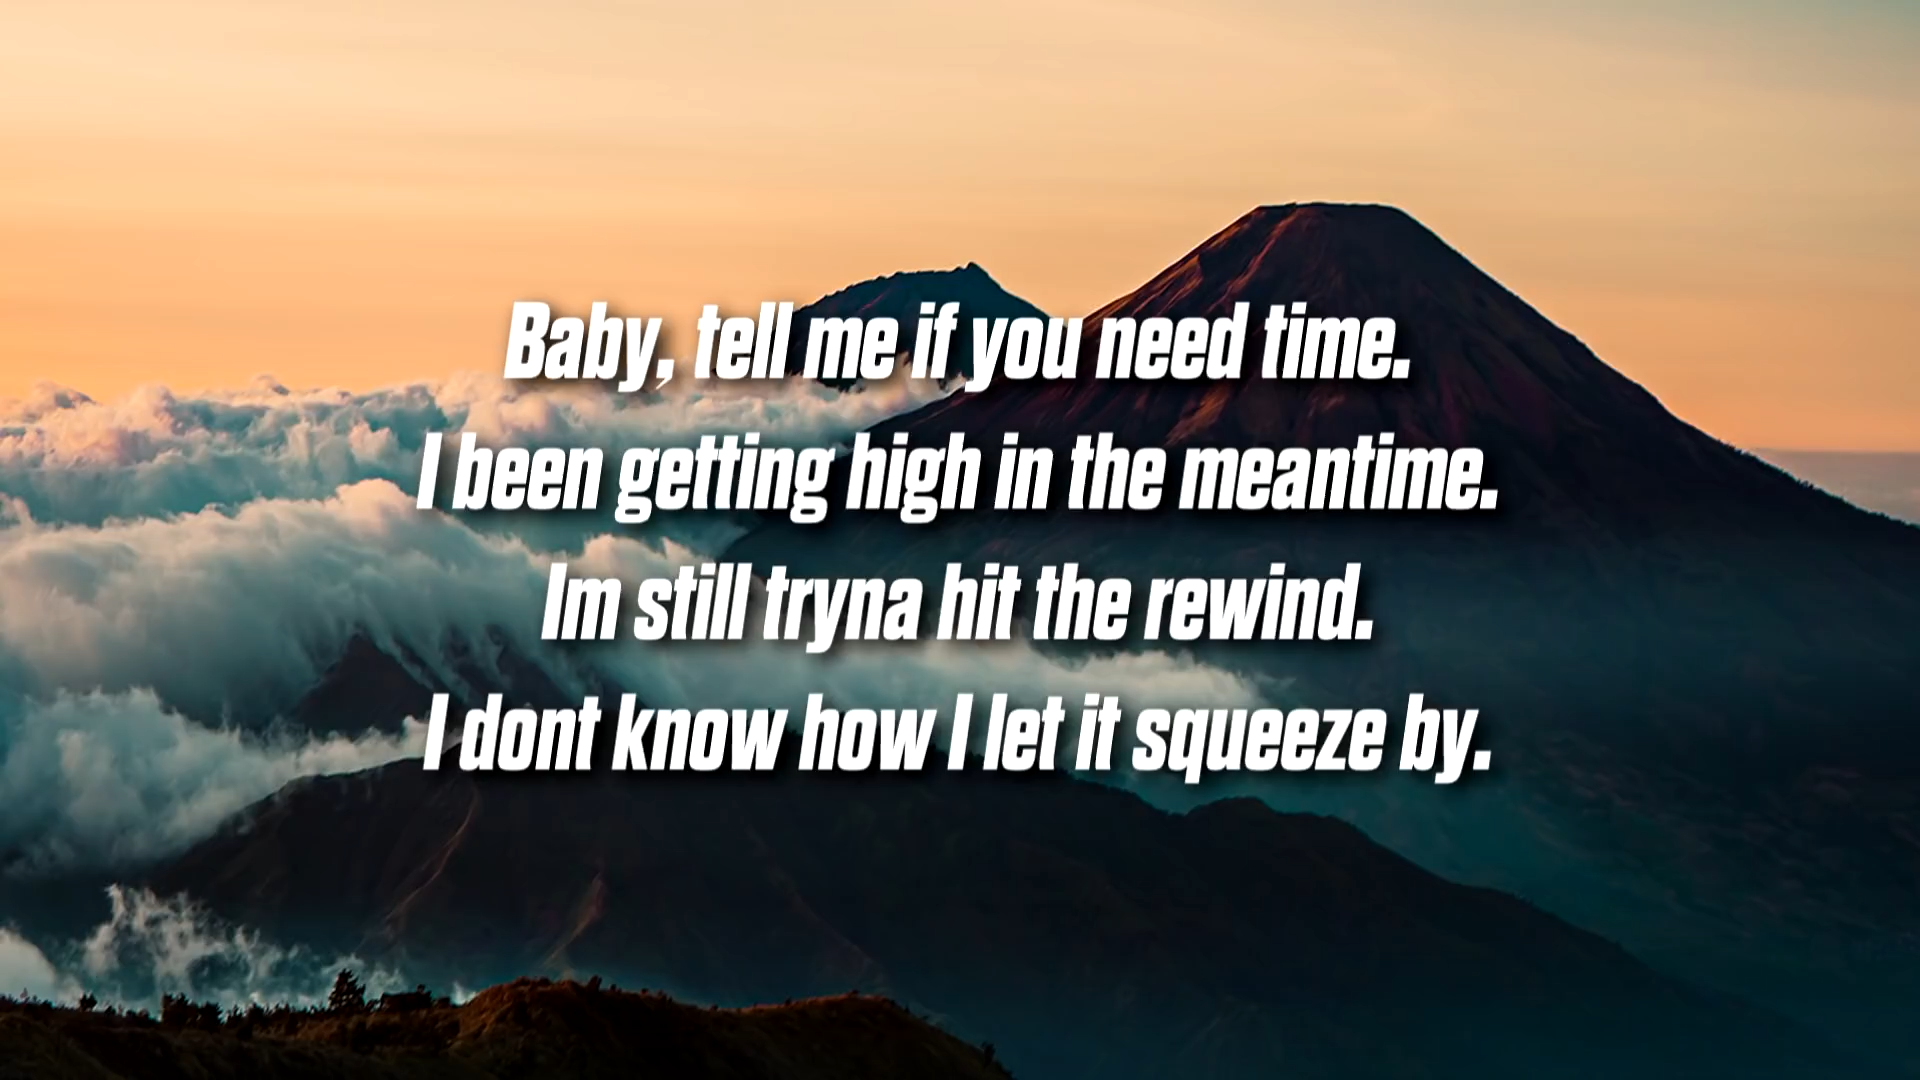 Baby, tell me if you need time.
I been getting high in the meantime.
Im still tryna hit the rewind.
I dont know how I let it squeeze by.